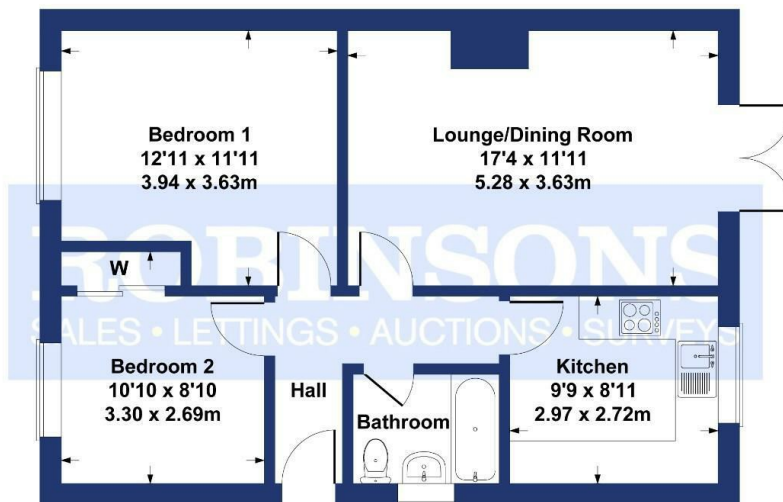 Bedroom 1
12'11 x 11'11
3.94 x 3.63m
Lounge/Dining Room
17'4 x 11'11
5.28 x 3.63m
ROBINSONS
SALES • LETTINGS • AUCTIONS • SURVEYS
W
Bedroom 2
10'10 x 8'10
3.30 x 2.69m
Hall
Bathroom
Kitchen
9'9 x 8'11
2.97 x 2.72m